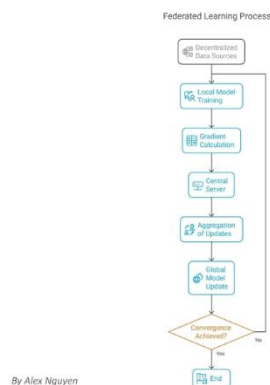 Federated Learning Process
Decentralized
Data Sources
Local Model
Training
Gradient
Calculation
Central
Server
Aggregation
of Updates
Global
Model
Update
Convergence
Achieved?
No
Yes
End
By Alex Nguyen